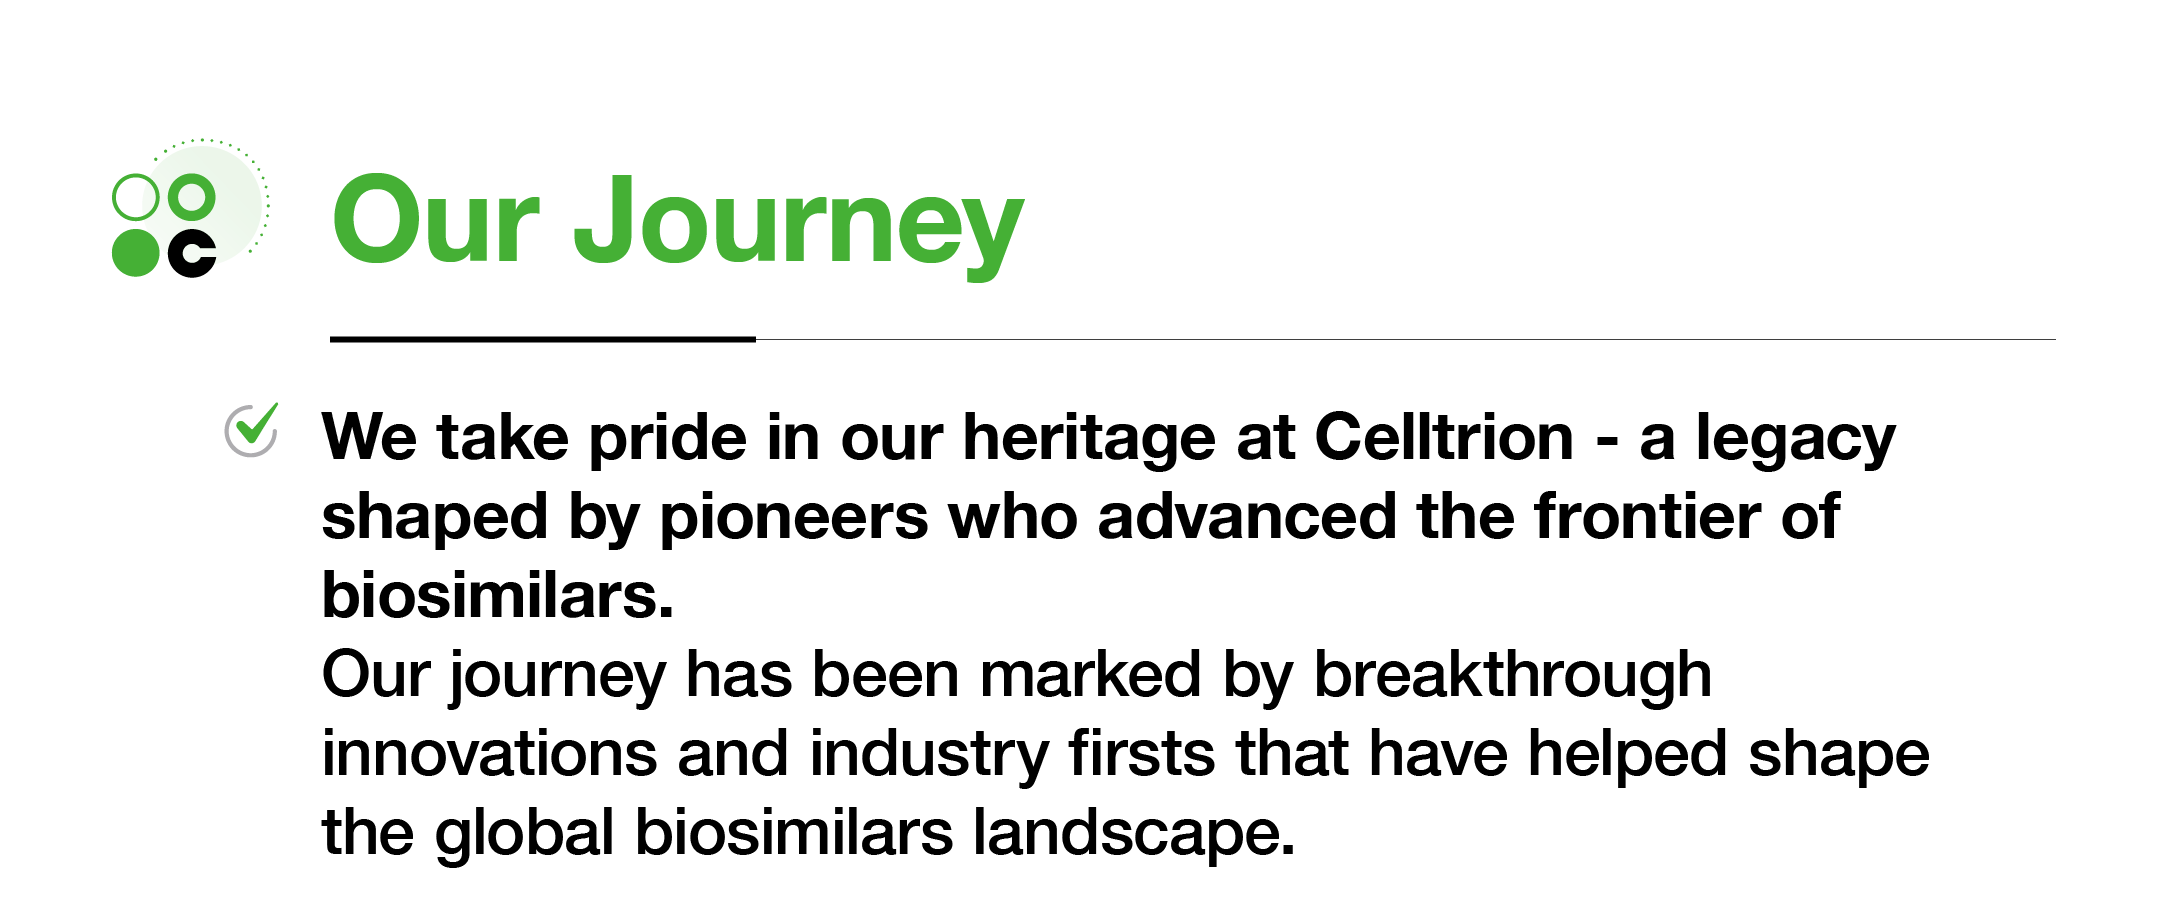 Our Journey
We take pride in our heritage at Celltrion - a legacy
shaped by pioneers who advanced the frontier of
biosimilars.
Our journey has been marked by breakthrough
innovations and industry firsts that have helped shape
the global biosimilars landscape.